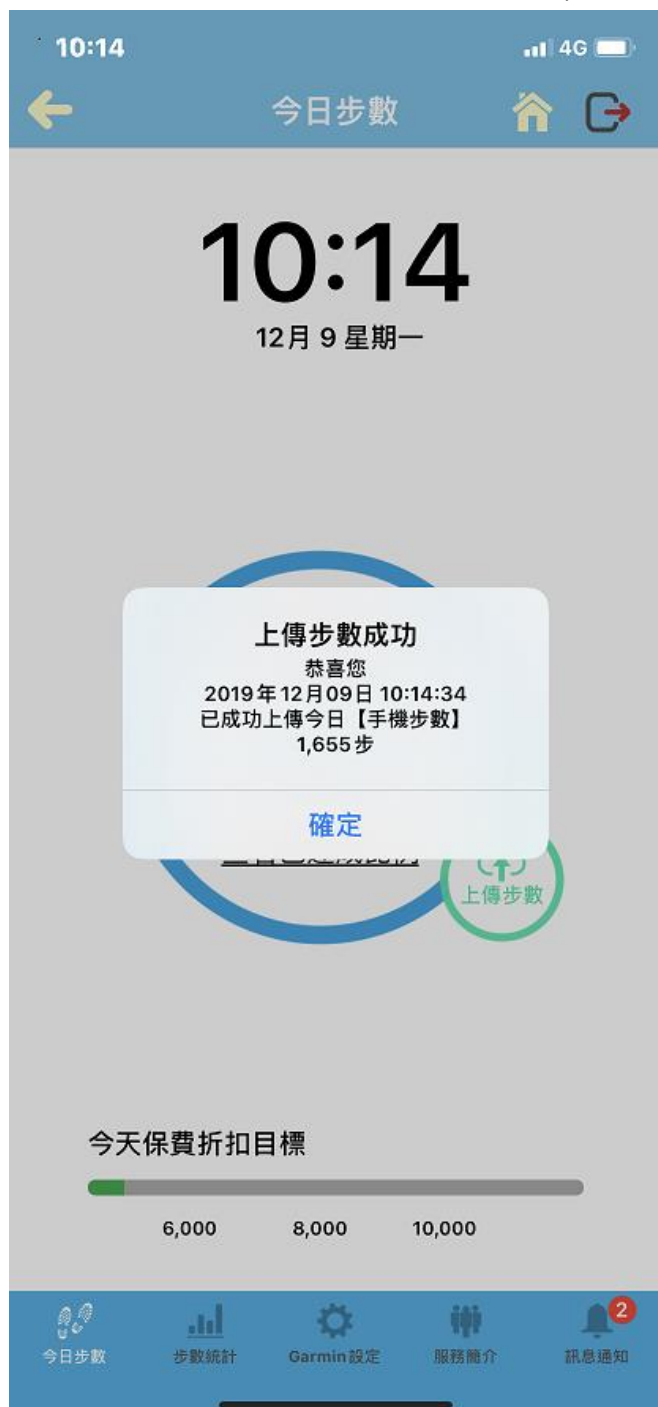 10:14
4G
今日步數
10:14
12月 9 星期一
上傳步數成功
恭喜您
2019年12月09日 10:14:34
已成功上傳今日【手機步數】
1,655步
確定
上傳步數
今天保費折扣目標
6,000 8,000 10,000
2
今日步數 步數統計 Garmin設定 服務簡介 訊息通知